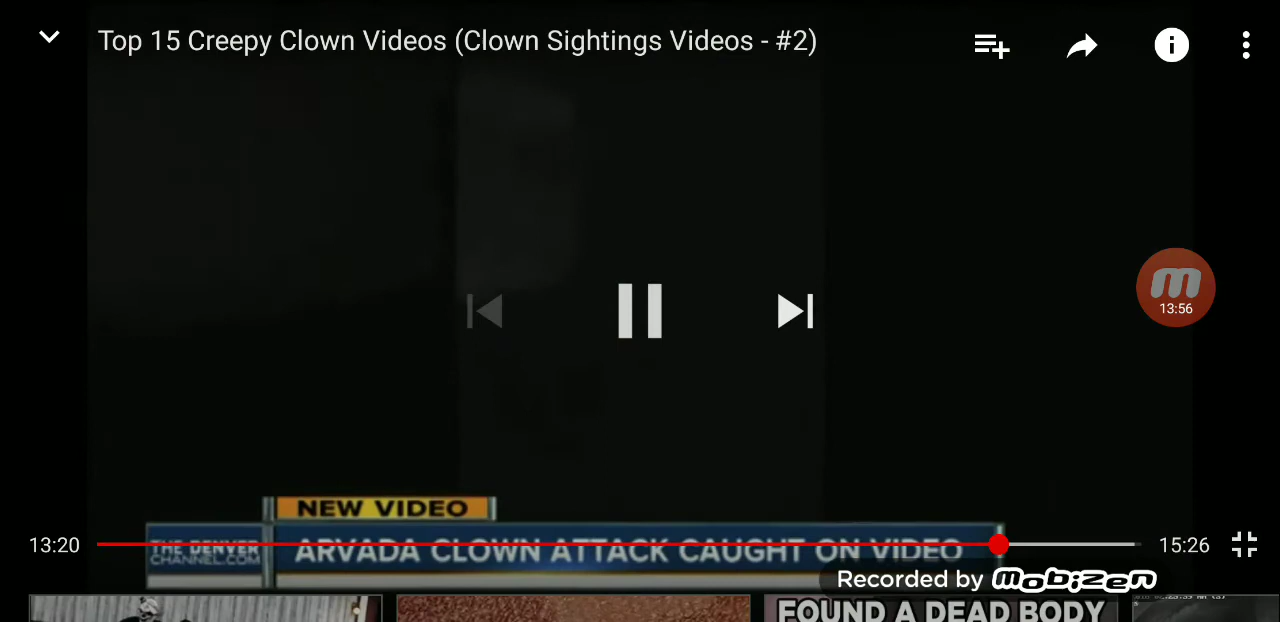 Top 15 Creepy Clown Videos (Clown Sightings Videos - #2)
13:56
NEW VIDEO
THE DENVER
CHANNEL.COM
ARVADA CLOWN ATTACK CAUGHT ON VIDEO
13:20
15:26
Recorded by mobizen
FOUND A DEAD BODY